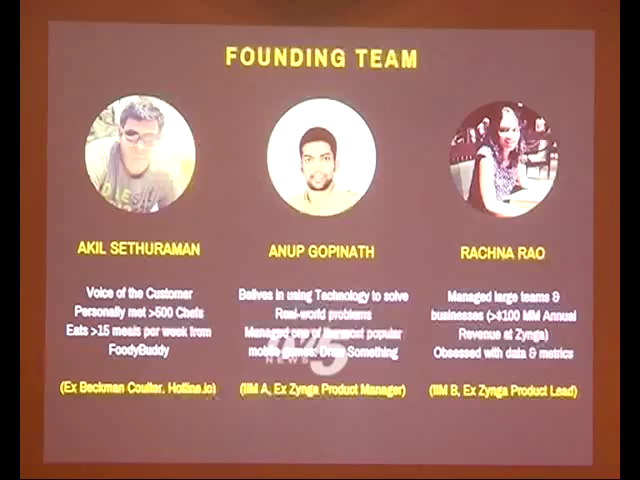 FOUNDING TEAM
AKIL SETHURAMAN
Voice of the Customer
Personally met >500 Chefs
Eats >15 meals per week from
FoodyBuddy
(Ex Beckman Coulter, Hotline.io)
ANUP GOPINATH
Belives in using Technology to solve
Real-world problems
Managed one of the most popular
mobile games: Draw Something
(IIM A, Ex Zynga Product Manager)
RACHNA RAO
Managed large teams &
businesses (>$100 MM Annual
Revenue at Zynga)
Obsessed with data & metrics
(IIM B, Ex Zynga Product Lead)
NEWS
5